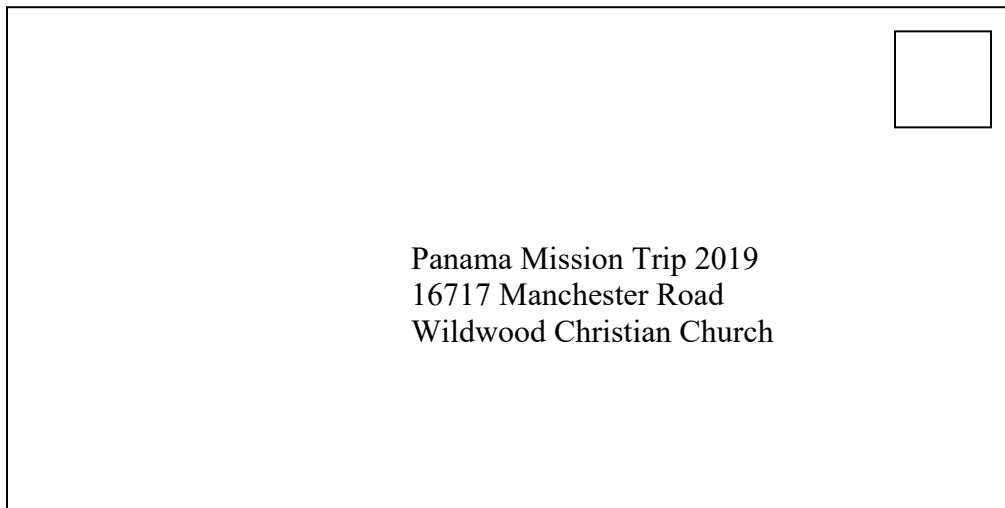 Panama Mission Trip 2019
16717 Manchester Road
Wildwood Christian Church